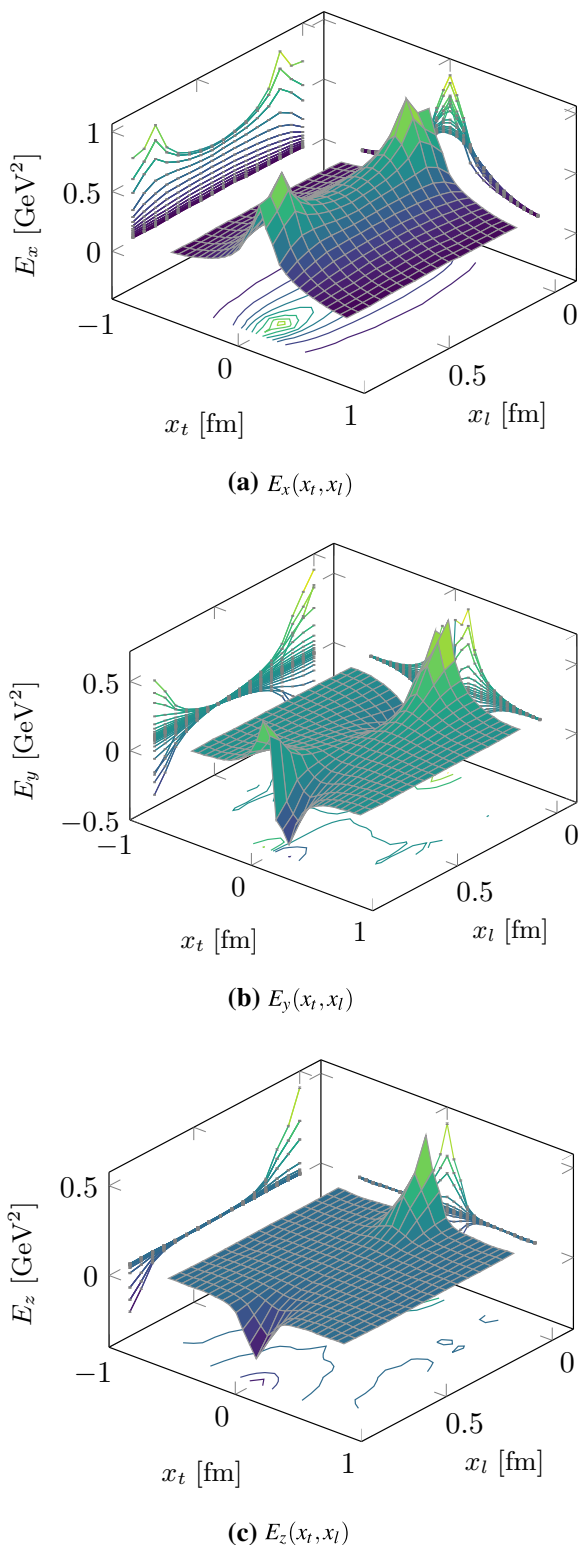 1
0.5
0
E_x [GeV²]
−1
0
1
x_t [fm]
0
0.5
x_l [fm]
(a) E_x(x_t, x_l)
0.5
0
−0.5
E_y [GeV²]
−1
0
1
x_t [fm]
0
0.5
x_l [fm]
(b) E_y(x_t, x_l)
0.5
0
E_z [GeV²]
−1
0
1
x_t [fm]
0
0.5
x_l [fm]
(c) E_z(x_t, x_l)